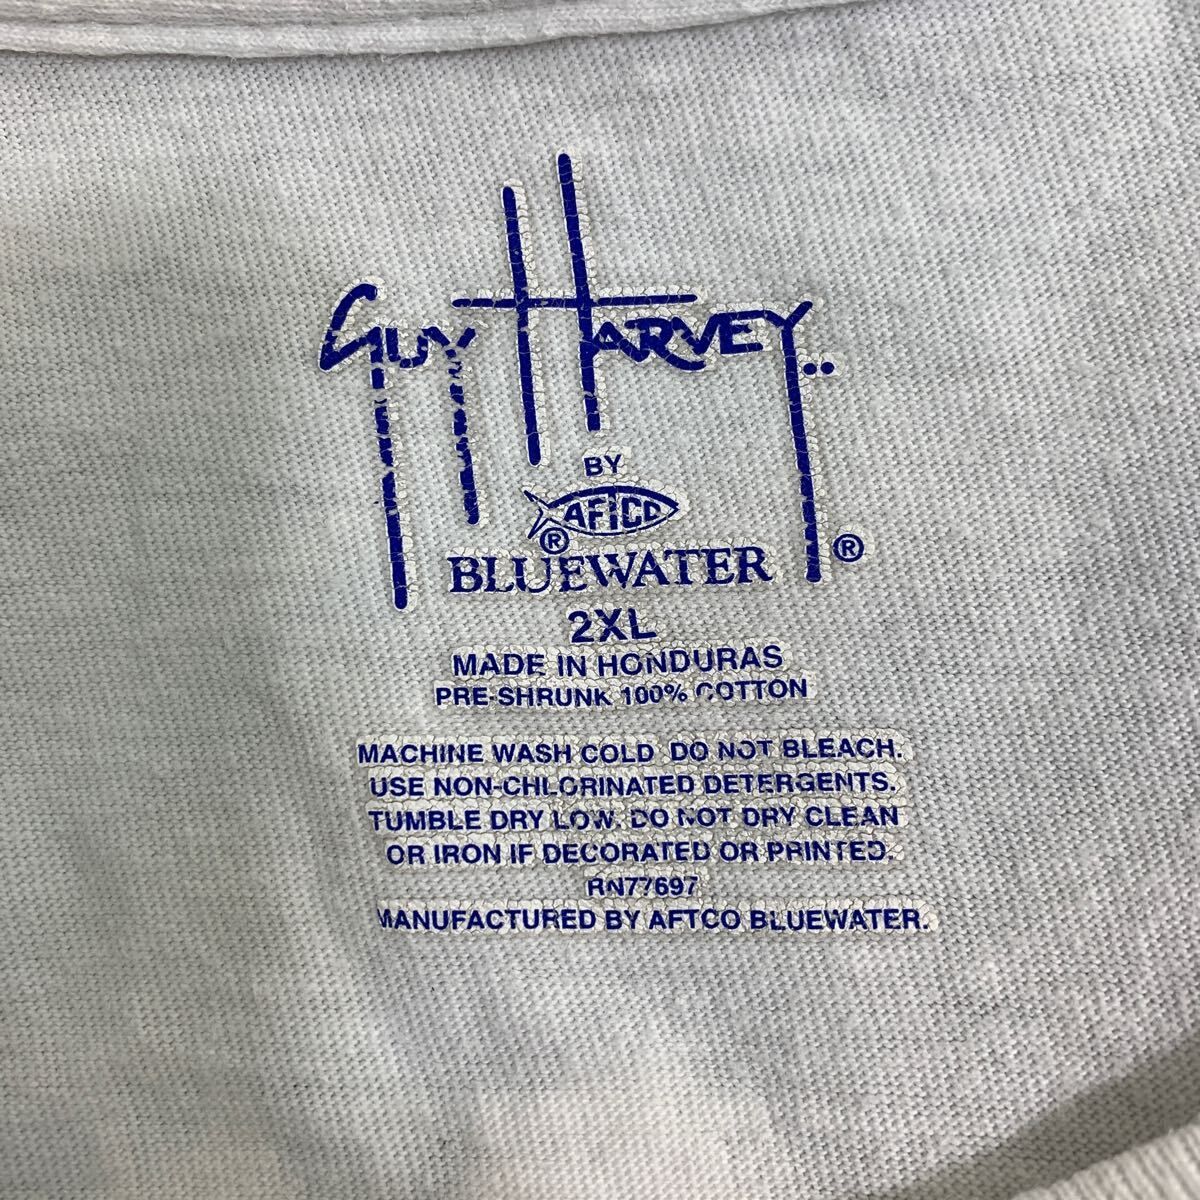 GUY HARVEY..®
BY
AFTCO®
BLUEWATER
2XL
MADE IN HONDURAS
PRE-SHRUNK 100% COTTON
MACHINE WASH COLD. DO NOT BLEACH.
USE NON-CHLORINATED DETERGENTS.
TUMBLE DRY LOW. DO NOT DRY CLEAN
OR IRON IF DECORATED OR PRINTED.
RN77697
MANUFACTURED BY AFTCO BLUEWATER.